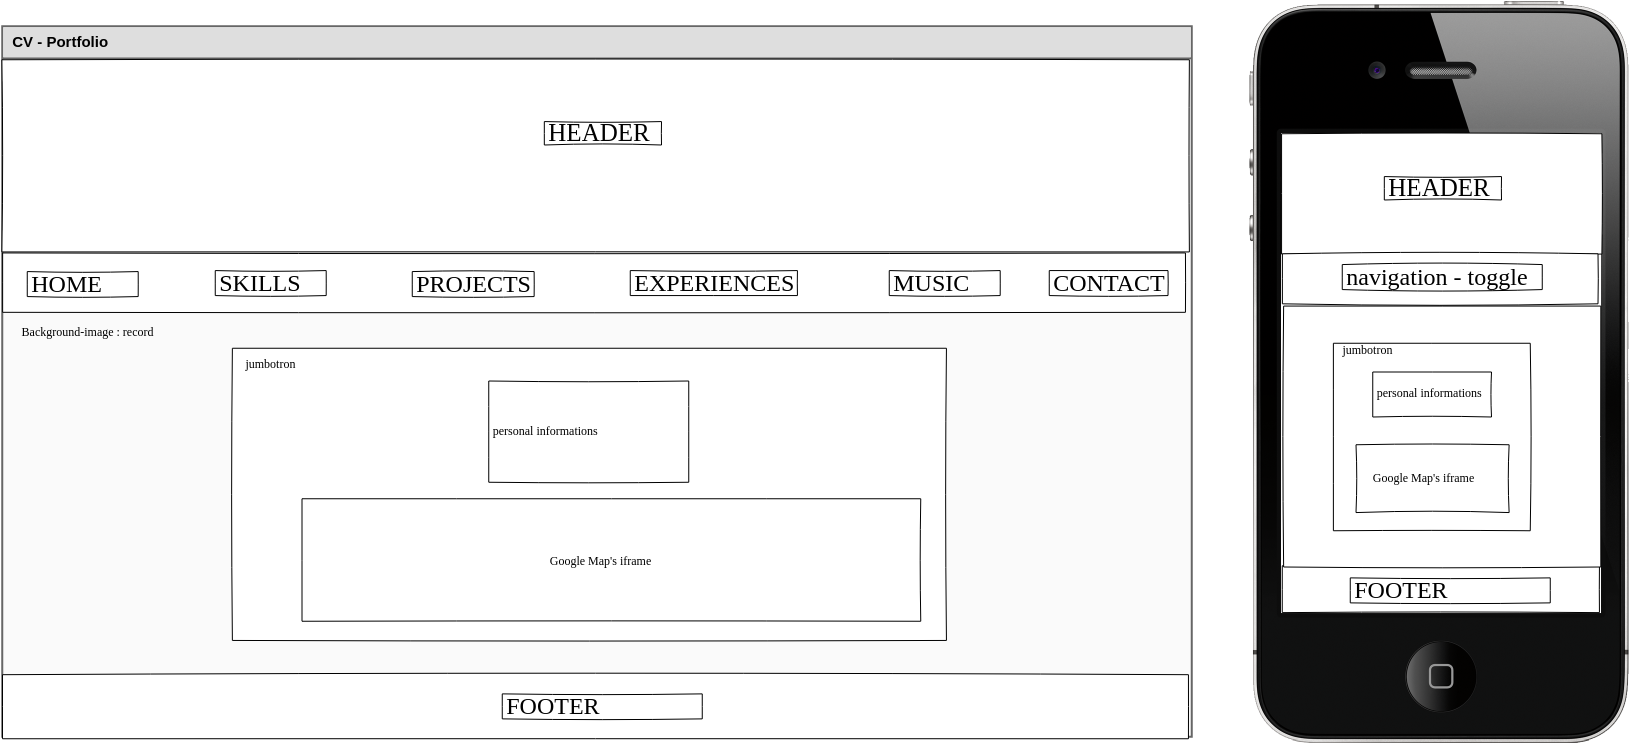 CV - Portfolio
HEADER
HOME
SKILLS
PROJECTS
EXPERIENCES
MUSIC
CONTACT
Background-image : record
jumbotron
personal informations
Google Map's iframe
FOOTER
HEADER
navigation - toggle
jumbotron
personal informations
Google Map's iframe
FOOTER